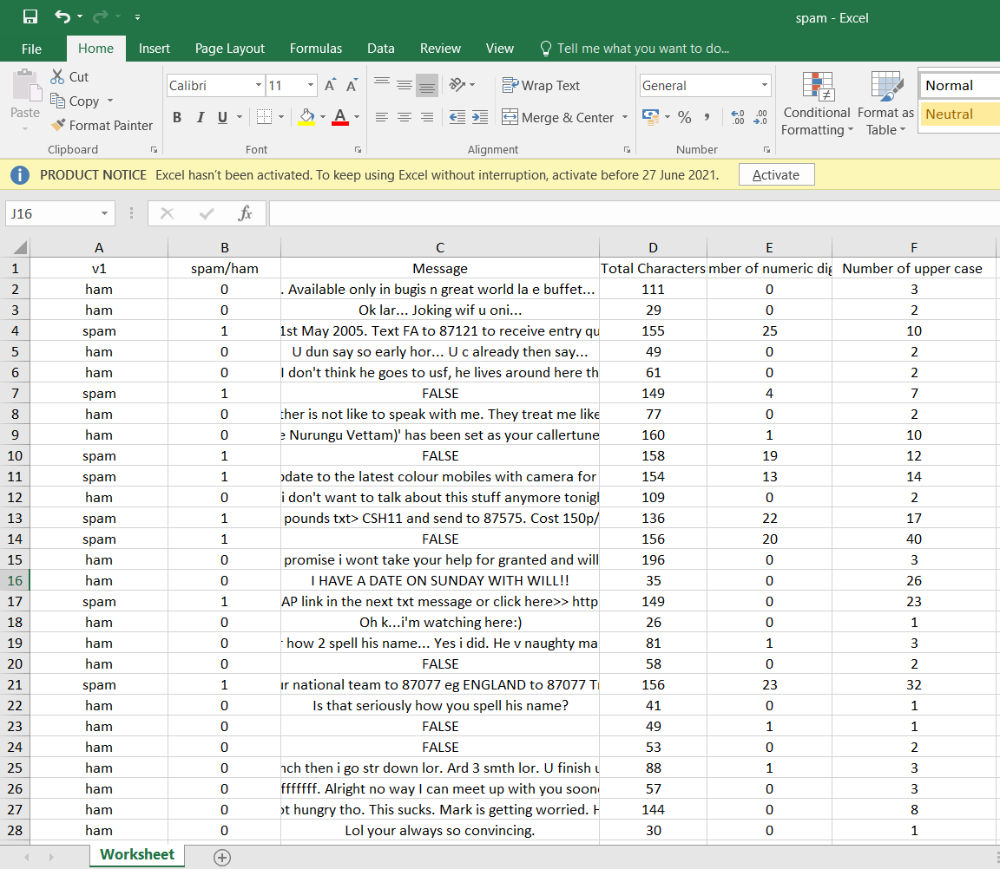 spam - Excel
File Home Insert Page Layout Formulas Data Review View Tell me what you want to do...
Cut
Copy
Format Painter
Paste
Clipboard
Calibri 11 A A
B I U A
Font
Wrap Text
Merge & Center
Alignment
General
% , .0 .00 .00 .0
Number
Conditional Formatting
Format as Table
Normal
Neutral
PRODUCT NOTICE Excel hasn't been activated. To keep using Excel without interruption, activate before 27 June 2021. Activate
J16 fx
A B C D E F
1 v1 spam/ham Message Total Characters mber of numeric dig Number of upper case
2 ham 0 . Available only in bugis n great world la e buffet... 111 0 3
3 ham 0 Ok lar... Joking wif u oni... 29 0 2
4 spam 1 1st May 2005. Text FA to 87121 to receive entry qu 155 25 10
5 ham 0 U dun say so early hor... U c already then say... 49 0 2
6 ham 0 I don't think he goes to usf, he lives around here th 61 0 2
7 spam 1 FALSE 149 4 7
8 ham 0 ther is not like to speak with me. They treat me like 77 0 2
9 ham 0 e Nurungu Vettam)' has been set as your callertune 160 1 10
10 spam 1 FALSE 158 19 12
11 spam 1 pdate to the latest colour mobiles with camera for 154 13 14
12 ham 0 i don't want to talk about this stuff anymore tonigh 109 0 2
13 spam 1 pounds txt> CSH11 and send to 87575. Cost 150p/ 136 22 17
14 spam 1 FALSE 156 20 40
15 ham 0 promise i wont take your help for granted and will 196 0 3
16 ham 0 I HAVE A DATE ON SUNDAY WITH WILL!! 35 0 26
17 spam 1 AP link in the next txt message or click here>> http 149 0 23
18 ham 0 Oh k...i'm watching here:) 26 0 1
19 ham 0 r how 2 spell his name... Yes i did. He v naughty ma 81 1 3
20 ham 0 FALSE 58 0 2
21 spam 1 ur national team to 87077 eg ENGLAND to 87077 Tr 156 23 32
22 ham 0 Is that seriously how you spell his name? 41 0 1
23 ham 0 FALSE 49 1 1
24 ham 0 FALSE 53 0 2
25 ham 0 nch then i go str down lor. Ard 3 smth lor. U finish u 88 1 3
26 ham 0 fffffff. Alright no way I can meet up with you soone 57 0 3
27 ham 0 ot hungry tho. This sucks. Mark is getting worried. H 144 0 8
28 ham 0 Lol your always so convincing. 30 0 1
Worksheet